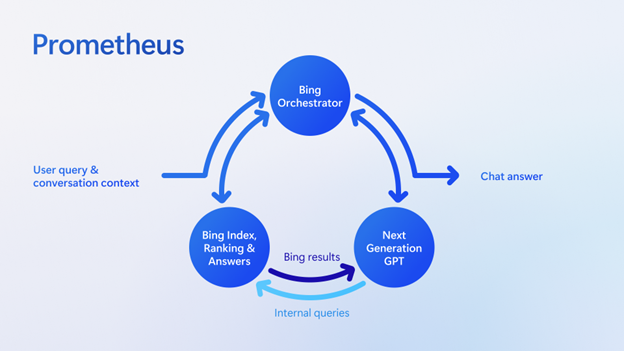 Prometheus
Bing
Orchestrator
User query &
conversation context
Chat answer
Bing Index,
Ranking &
Answers
Next
Generation
GPT
Bing results
Internal queries